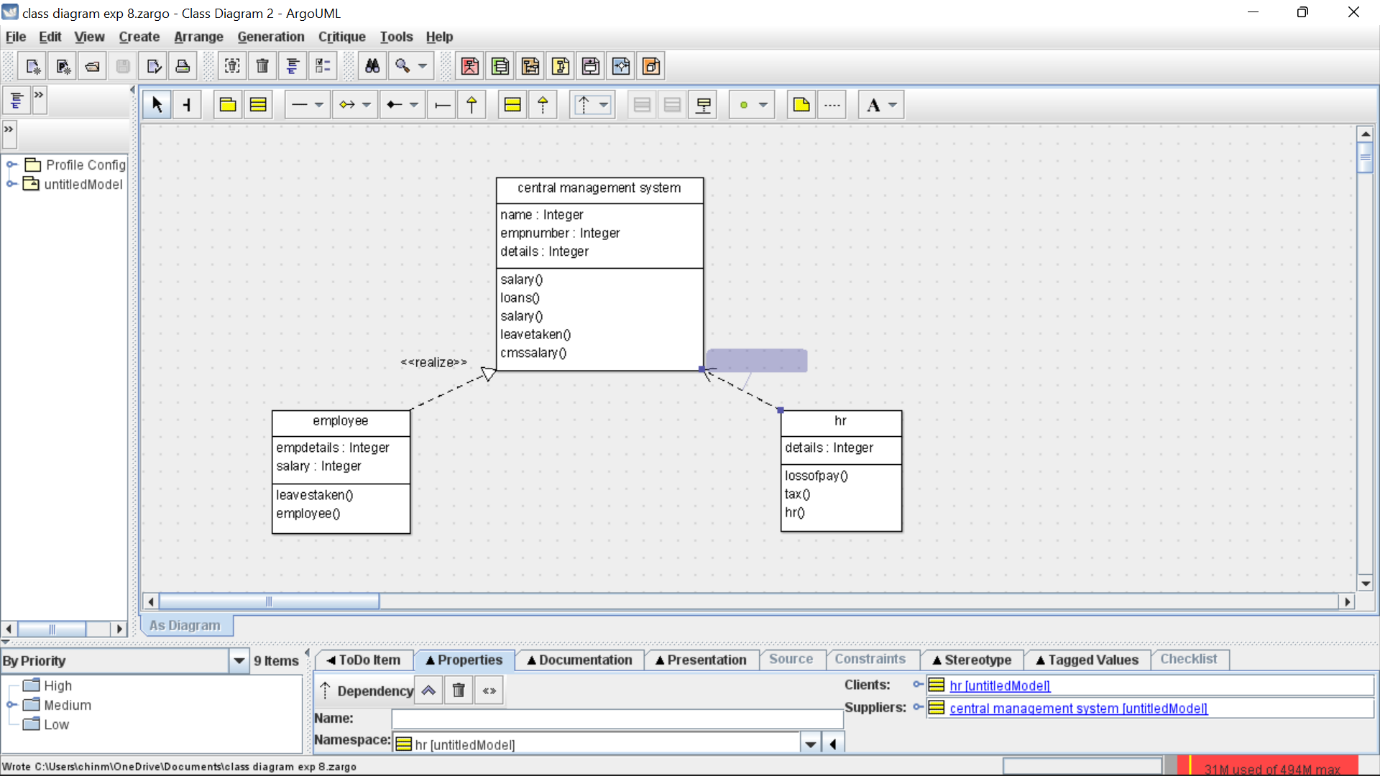 class diagram exp 8.zargo - Class Diagram 2 - ArgoUML
File Edit View Create Arrange Generation Critique Tools Help
A
Profile Config
untitledModel
central management system
name : Integer
empnumber : Integer
details : Integer
salary()
loans()
salary()
leavetaken()
cmssalary()
<<realize>>
employee
empdetails : Integer
salary : Integer
leavestaken()
employee()
hr
details : Integer
lossofpay()
tax()
hr()
As Diagram
By Priority
9 Items
High
Medium
Low
ToDo Item Properties Documentation Presentation Source Constraints Stereotype Tagged Values Checklist
Dependency
Name:
Namespace: hr [untitledModel]
Clients: hr [untitledModel]
Suppliers: central management system [untitledModel]
Wrote C:\Users\chinm\OneDrive\Documents\class diagram exp 8.zargo
31M used of 494M max